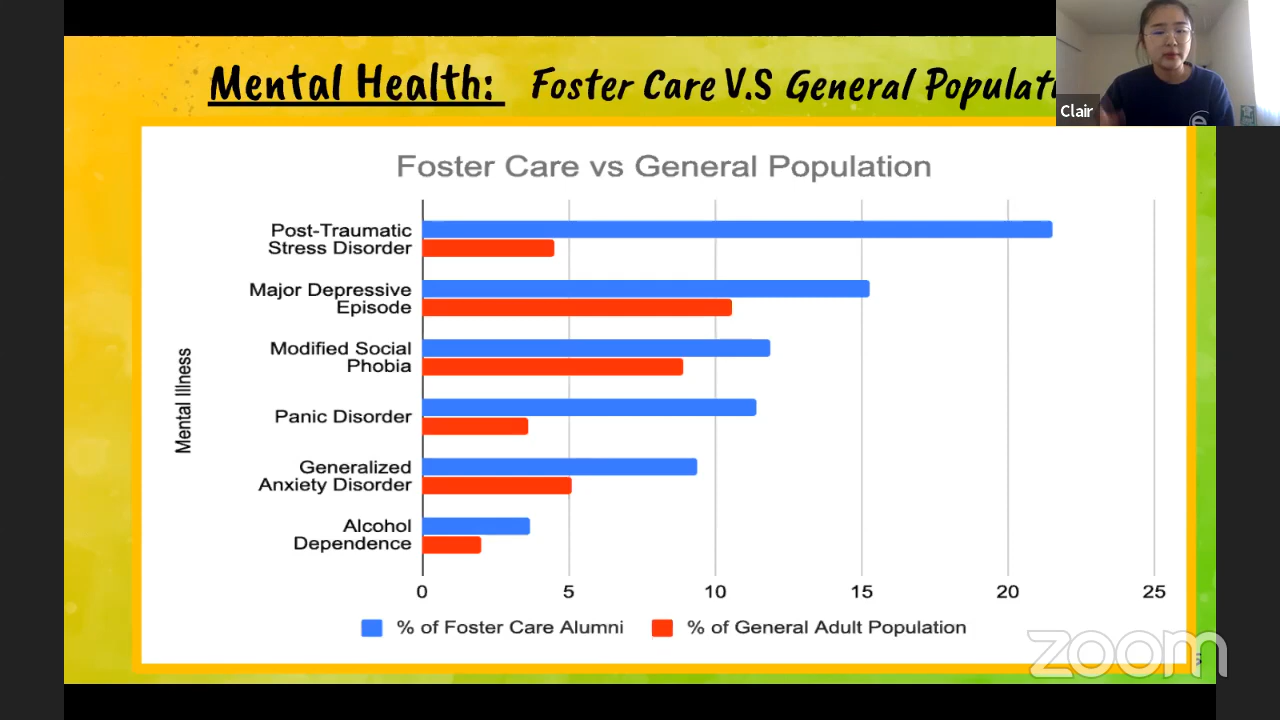 Mental Health: Foster Care V.S General Populat
Clair
Foster Care vs General Population
Post-Traumatic
Stress Disorder
Major Depressive
Episode
Modified Social
Phobia
Mental Illness
Panic Disorder
Generalized
Anxiety Disorder
Alcohol
Dependence
0 5 10 15 20 25
% of Foster Care Alumni % of General Adult Population
zoom